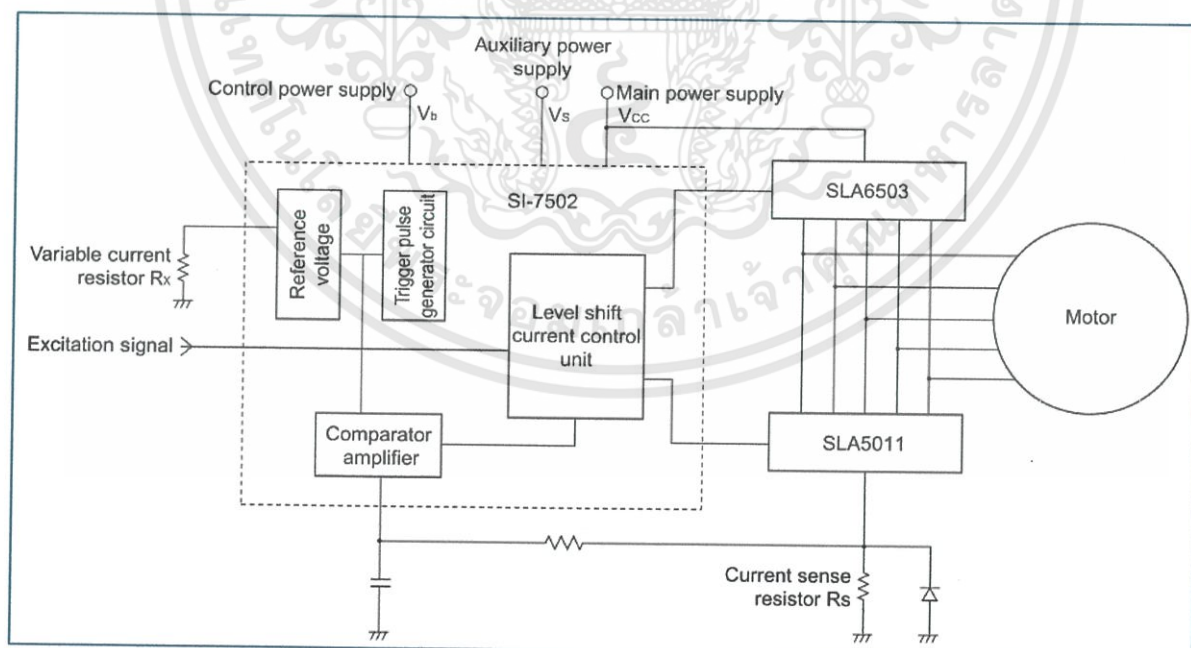 Auxiliary power
supply
Control power supply
Main power supply
Vb
Vs
Vcc
SI-7502
SLA6503
Reference
voltage
Trigger pulse
generator circuit
Variable current
resistor Rx
Level shift
current control
unit
Motor
Excitation signal
Comparator
amplifier
SLA5011
Current sense
resistor Rs